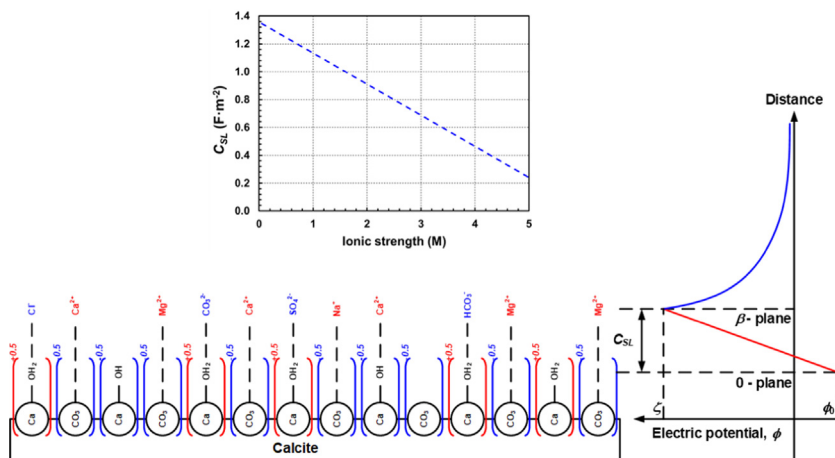 1.4
1.2
1.0
0.8
0.6
0.4
0.2
0.0
C_SL (F·m⁻²)
0 1 2 3 4 5
Ionic strength (M)
Distance
Cl⁻ Ca²⁺ Mg²⁺ CO₃²⁻ Ca²⁺ SO₄²⁻ Na⁺ Ca²⁺ HCO₃⁻ Mg²⁺ Mg²⁺
0.5 0.5 0.5 0.5 0.5 0.5 0.5 0.5 0.5 0.5 0.5 0.5 0.5 0.5
OH₂ OH OH₂ OH₂ OH OH₂ OH₂
Ca CO₃ Ca CO₃ Ca CO₃ Ca CO₃ Ca CO₃ Ca CO₃ Ca CO₃
Calcite
β- plane
C_SL
0 - plane
ζ
ϕ₀
Electric potential, ϕ